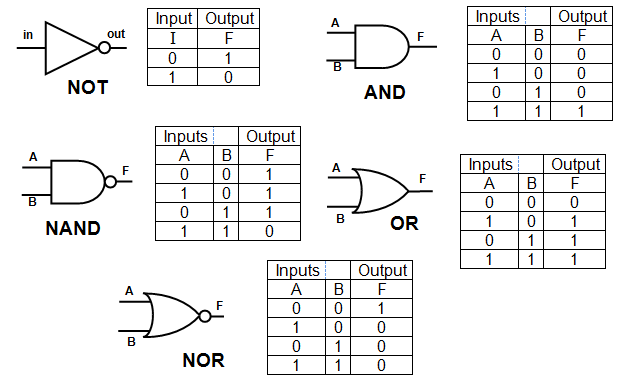 in out
NOT
Input Output
I F
0 1
1 0
A
B
F
AND
Inputs Output
A B F
0 0 0
1 0 0
0 1 0
1 1 1
A
B
F
NAND
Inputs Output
A B F
0 0 1
1 0 1
0 1 1
1 1 0
A
B
F
OR
Inputs Output
A B F
0 0 0
1 0 1
0 1 1
1 1 1
A
B
F
NOR
Inputs Output
A B F
0 0 1
1 0 0
0 1 0
1 1 0